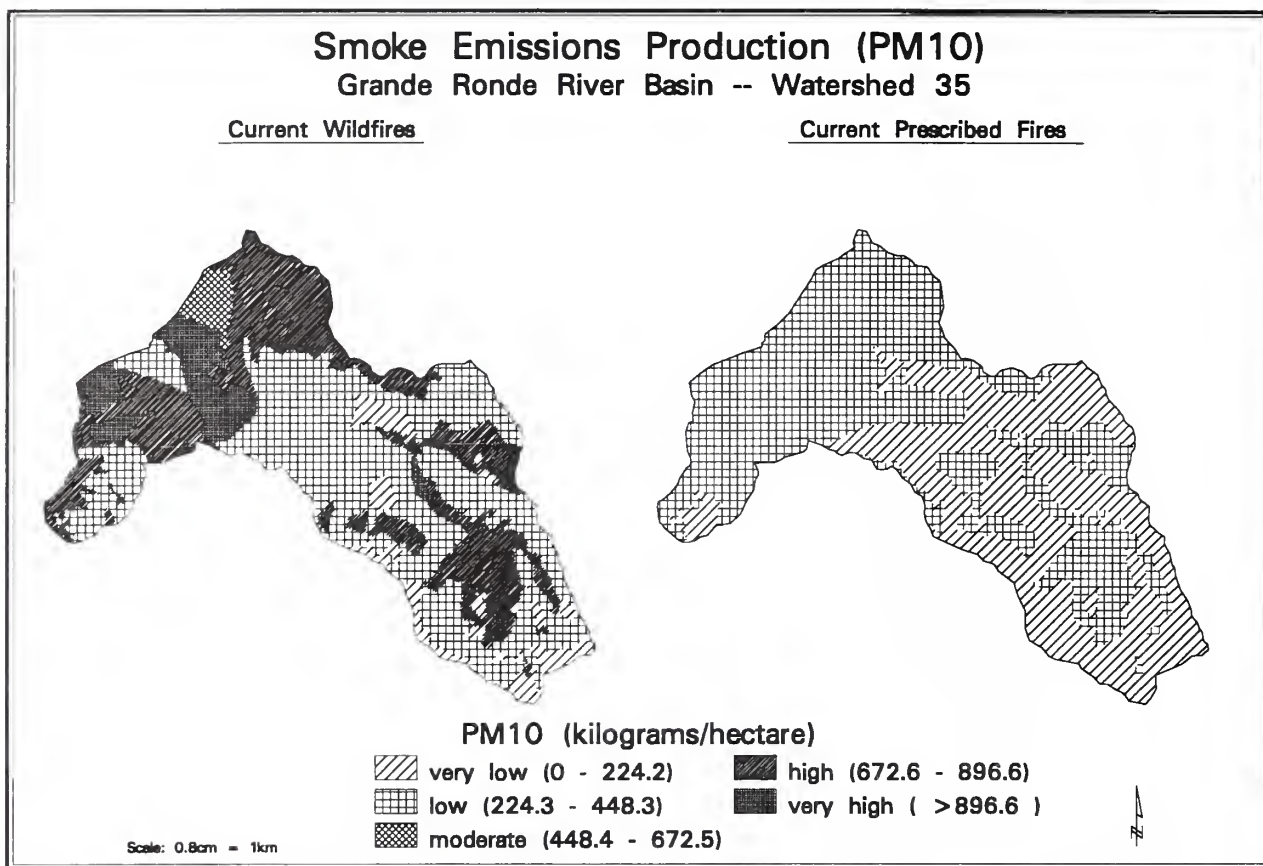 Smoke Emissions Production (PM10)
Grande Ronde River Basin -- Watershed 35
Current Wildfires
Current Prescribed Fires
PM10 (kilograms/hectare)
very low (0 - 224.2)
low (224.3 - 448.3)
moderate (448.4 - 672.5)
high (672.6 - 896.6)
very high ( >896.6 )
Scale: 0.8cm = 1km
N